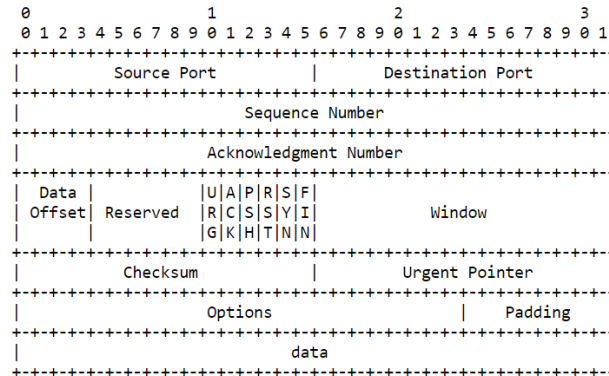 0 1 2 3
0 1 2 3 4 5 6 7 8 9 0 1 2 3 4 5 6 7 8 9 0 1 2 3 4 5 6 7 8 9 0 1
+-+-+-+-+-+-+-+-+-+-+-+-+-+-+-+-+-+-+-+-+-+-+-+-+-+-+-+-+-+-+-+-
| Source Port | Destination Port
+-+-+-+-+-+-+-+-+-+-+-+-+-+-+-+-+-+-+-+-+-+-+-+-+-+-+-+-+-+-+-+-
| Sequence Number
+-+-+-+-+-+-+-+-+-+-+-+-+-+-+-+-+-+-+-+-+-+-+-+-+-+-+-+-+-+-+-+-
| Acknowledgment Number
+-+-+-+-+-+-+-+-+-+-+-+-+-+-+-+-+-+-+-+-+-+-+-+-+-+-+-+-+-+-+-+-
| Data | |U|A|P|R|S|F|
| Offset| Reserved |R|C|S|S|Y|I| Window
| | |G|K|H|T|N|N|
+-+-+-+-+-+-+-+-+-+-+-+-+-+-+-+-+-+-+-+-+-+-+-+-+-+-+-+-+-+-+-+-
| Checksum | Urgent Pointer
+-+-+-+-+-+-+-+-+-+-+-+-+-+-+-+-+-+-+-+-+-+-+-+-+-+-+-+-+-+-+-+-
| Options | Padding
+-+-+-+-+-+-+-+-+-+-+-+-+-+-+-+-+-+-+-+-+-+-+-+-+-+-+-+-+-+-+-+-
| data
+-+-+-+-+-+-+-+-+-+-+-+-+-+-+-+-+-+-+-+-+-+-+-+-+-+-+-+-+-+-+-+-